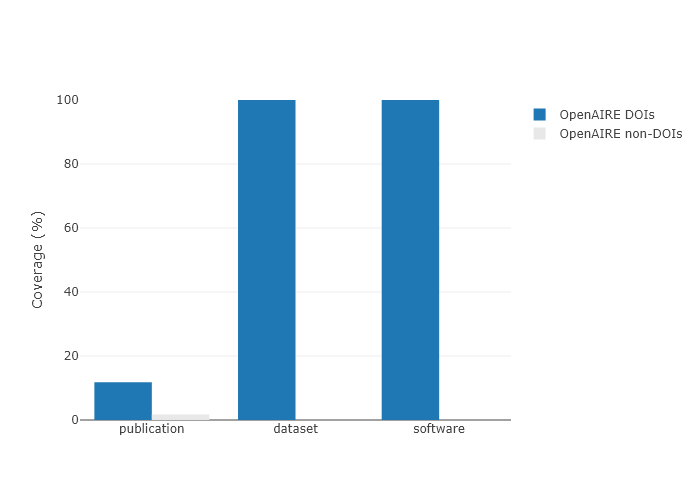 100
80
60
40
20
0
Coverage (%)
publication
dataset
software
OpenAIRE DOIs
OpenAIRE non-DOIs